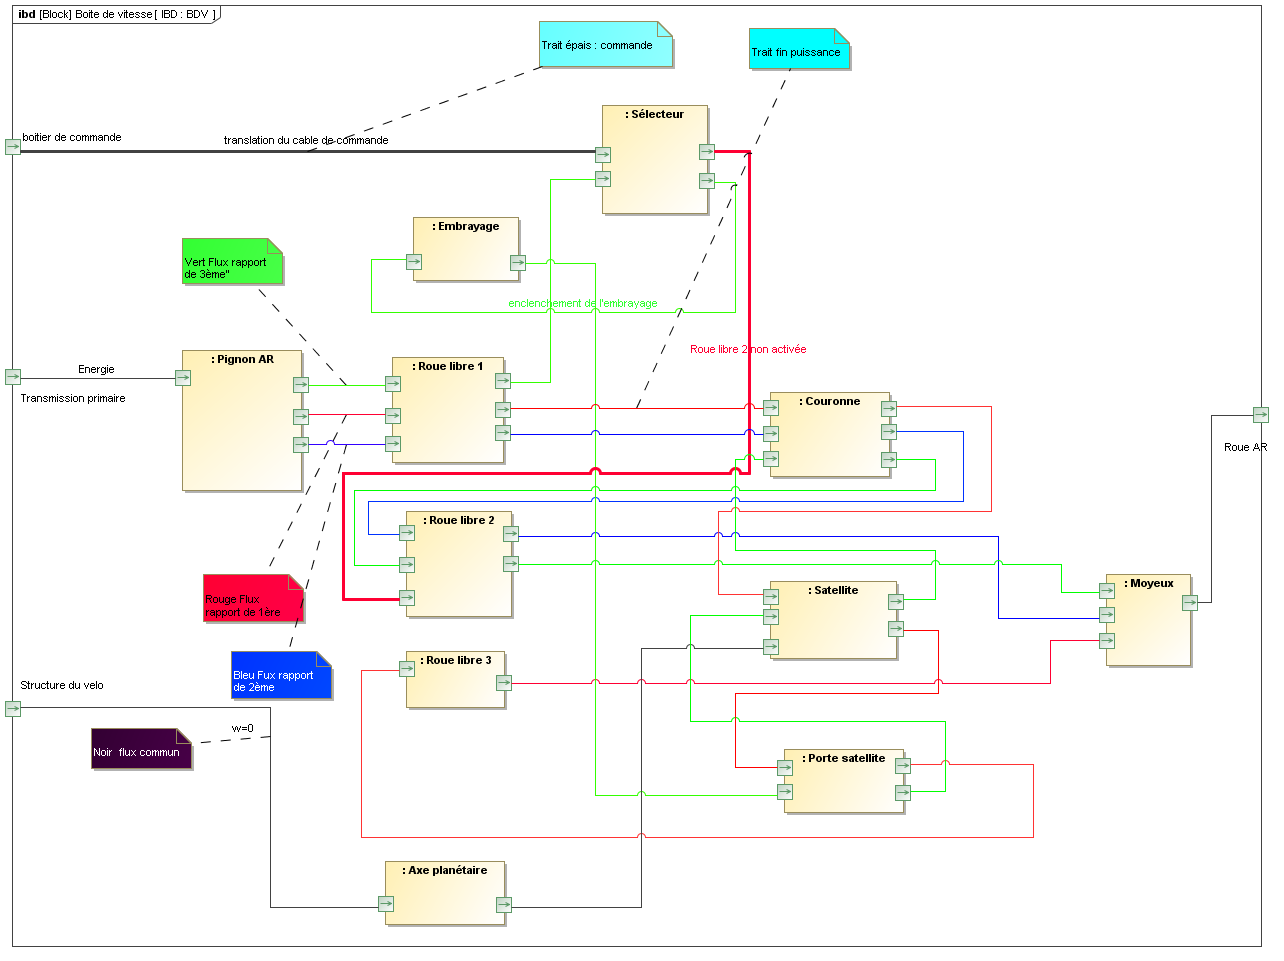 ibd [Block] Boite de vitesse[ IBD : BDV ]
Trait épais : commande
Trait fin puissance
: Sélecteur
boitier de commande
translation du cable de commande
: Embrayage
Vert Flux rapport
de 3ème"
enclenchement de l'embrayage
Roue libre 2 non activée
: Pignon AR
: Roue libre 1
Energie
Transmission primaire
: Couronne
Roue AR
: Roue libre 2
Rouge Flux
rapport de 1ère
: Satellite
: Moyeux
: Roue libre 3
Bleu Fux rapport
de 2ème
Structure du velo
w=0
Noir flux commun
: Porte satellite
: Axe planétaire